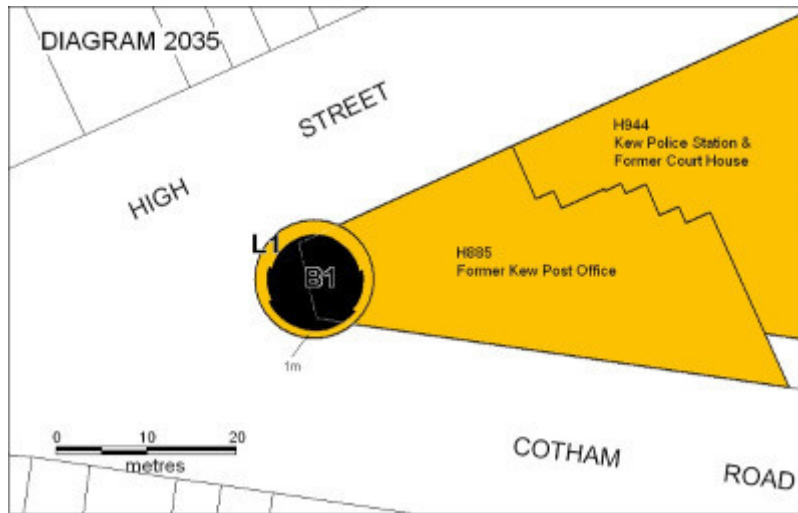 DIAGRAM 2035
HIGH STREET
H944
Kew Police Station &
Former Court House
L1
B1
H885
Former Kew Post Office
1m
0 10 20
metres
COTHAM ROAD